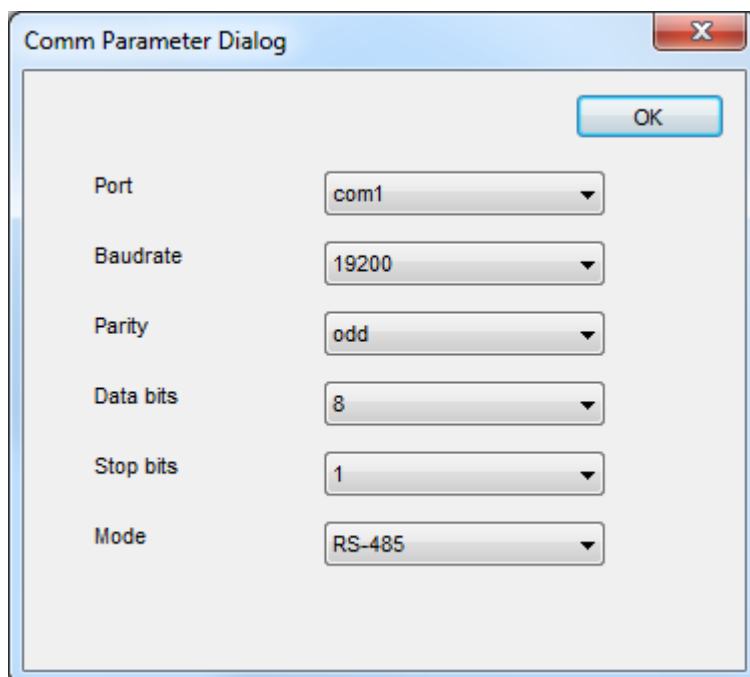 Comm Parameter Dialog
OK
Port com1
Baudrate 19200
Parity odd
Data bits 8
Stop bits 1
Mode RS-485